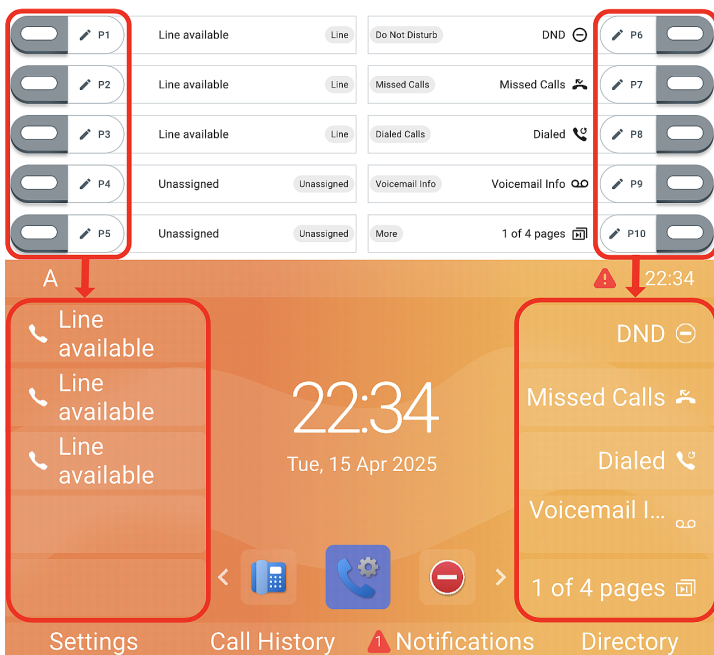 P1 Line available Line Do Not Disturb DND P6
P2 Line available Line Missed Calls Missed Calls P7
P3 Line available Line Dialed Calls Dialed P8
P4 Unassigned Unassigned Voicemail Info Voicemail Info P9
P5 Unassigned Unassigned More 1 of 4 pages P10
A 22:34
Line
available
DND
Line
available
Missed Calls
Line
available
Dialed
Voicemail I...
1 of 4 pages
22:34
Tue, 15 Apr 2025
Settings Call History 1 Notifications Directory